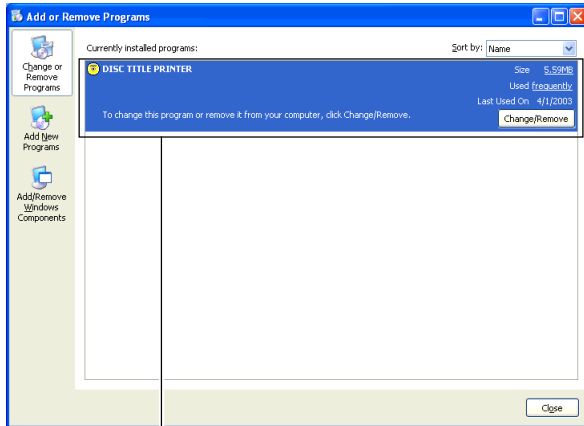 Add or Remove Programs
Change or
Remove
Programs
Add New
Programs
Add/Remove
Windows
Components
Currently installed programs:
Sort by: Name
DISC TITLE PRINTER
Size 5.59MB
Used frequently
Last Used On 4/1/2003
To change this program or remove it from your computer, click Change/Remove.
Change/Remove
Close